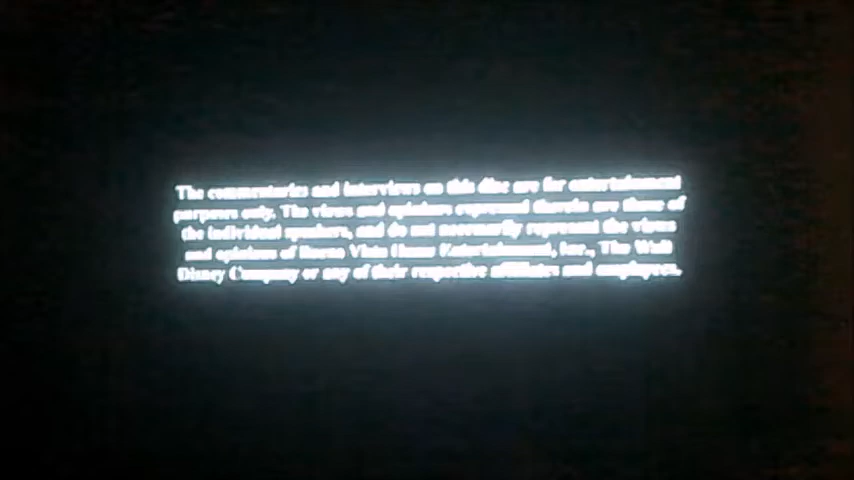 The commentaries and interviews on this disc are for entertainment
purposes only. The views and opinions expressed therein are those of
the individual speakers, and do not necessarily represent the views
and opinions of Buena Vista Home Entertainment, Inc., The Walt
Disney Company or any of their respective affiliates and employees.